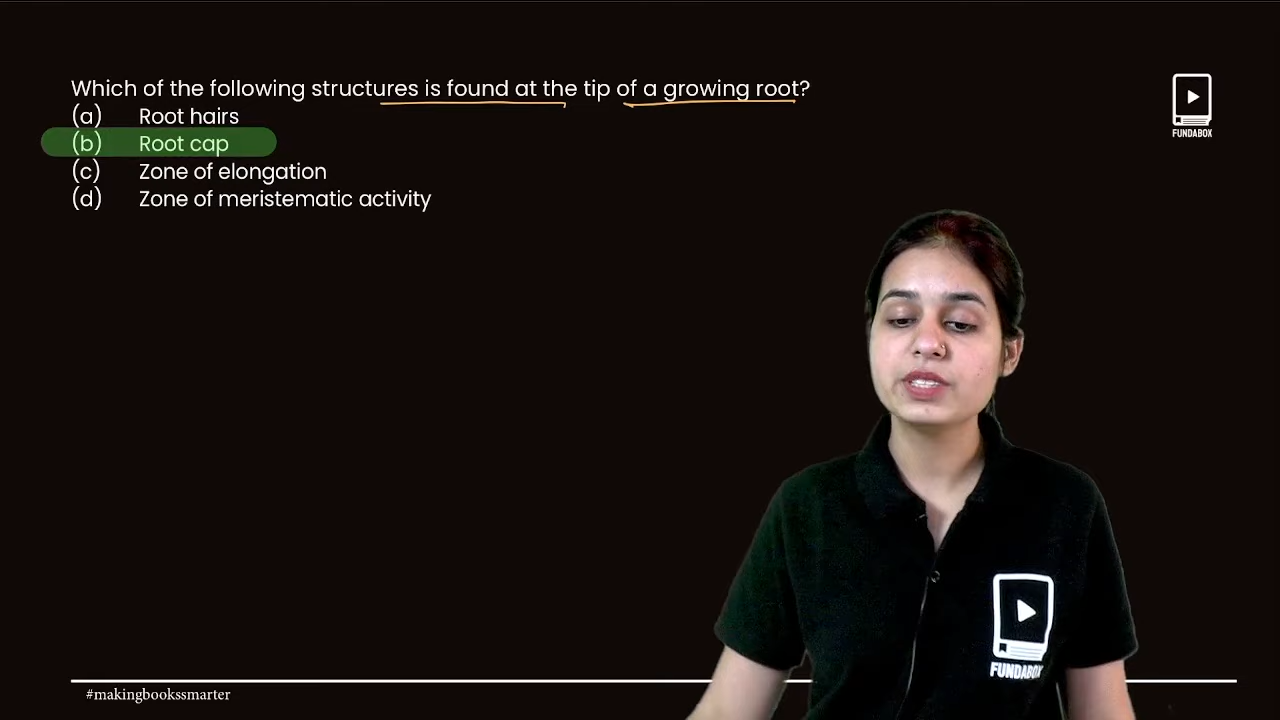 Which of the following structures is found at the tip of a growing root?
(a) Root hairs
(b) Root cap
(c) Zone of elongation
(d) Zone of meristematic activity
FUNDABOX
FUNDABOX
#makingbookssmarter